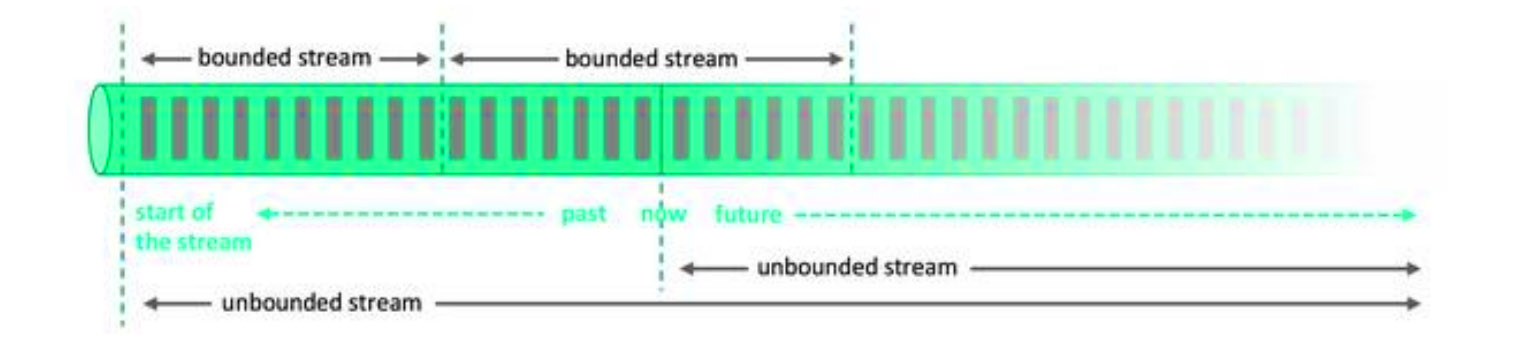 bounded stream
bounded stream
start of
the stream
past
now
future
unbounded stream
unbounded stream